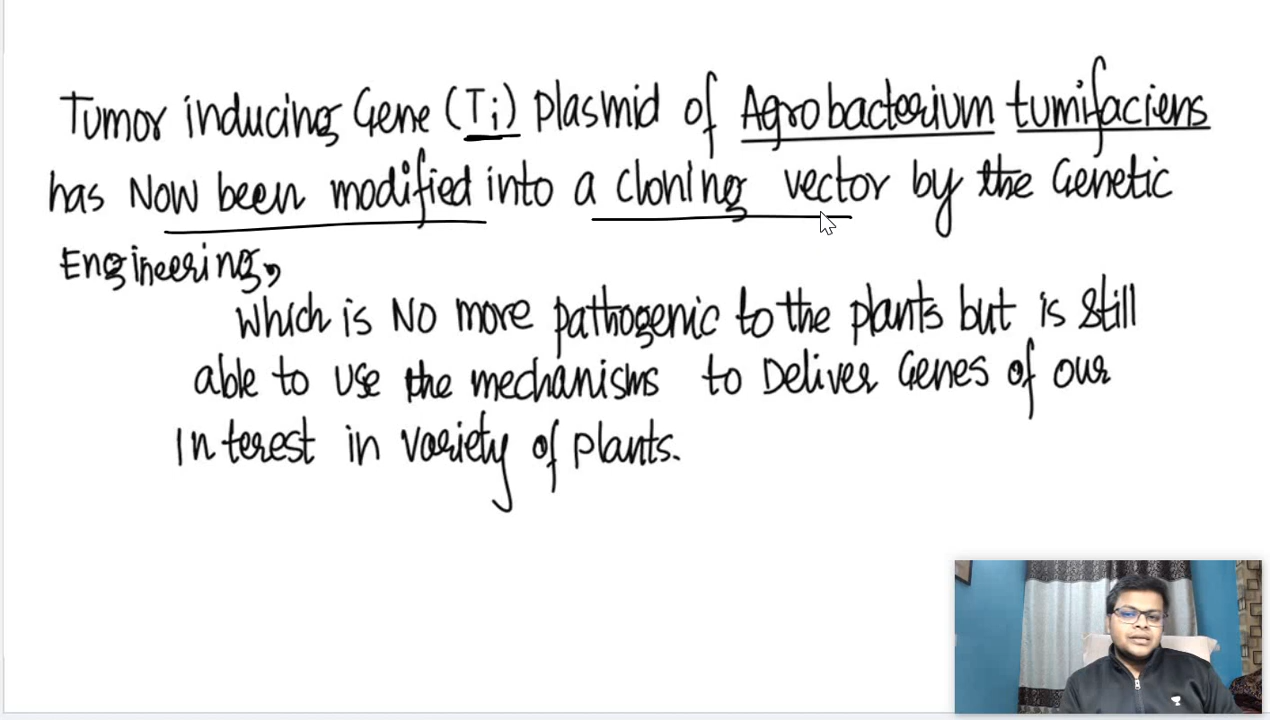 Tumor inducing Gene (Ti) plasmid of Agrobacterium tumifaciens
has Now been modified into a cloning vector by the Genetic
Engineering,
which is No more pathogenic to the plants but is still
able to use the mechanisms to Deliver Genes of our
Interest in variety of plants.